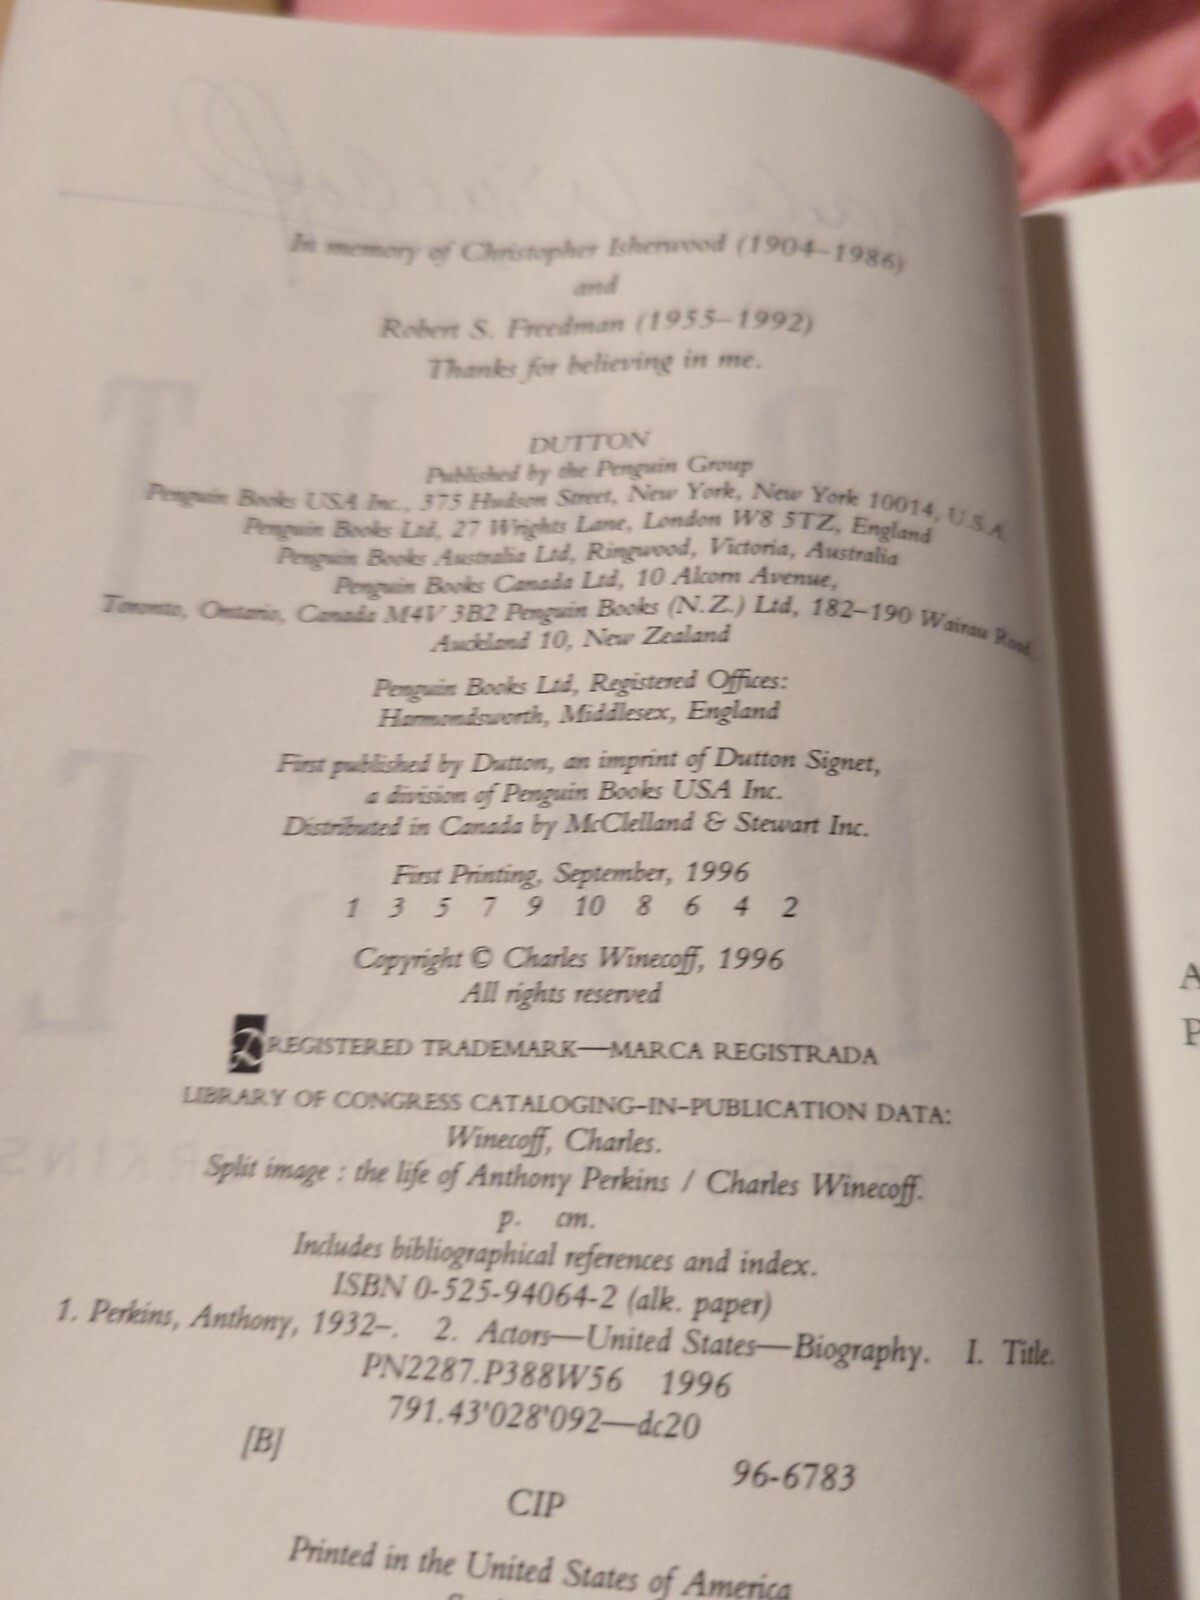 In memory of Christopher Isherwood (1904–1986)
and
Robert S. Freedman (1955–1992)
Thanks for believing in me.
DUTTON
Published by the Penguin Group
Penguin Books USA Inc., 375 Hudson Street, New York, New York 10014, U.S.A.
Penguin Books Ltd, 27 Wrights Lane, London W8 5TZ, England
Penguin Books Australia Ltd, Ringwood, Victoria, Australia
Penguin Books Canada Ltd, 10 Alcorn Avenue,
Toronto, Ontario, Canada M4V 3B2 Penguin Books (N.Z.) Ltd, 182–190 Wairau Road,
Auckland 10, New Zealand
Penguin Books Ltd, Registered Offices:
Harmondsworth, Middlesex, England
First published by Dutton, an imprint of Dutton Signet,
a division of Penguin Books USA Inc.
Distributed in Canada by McClelland & Stewart Inc.
First Printing, September, 1996
1 3 5 7 9 10 8 6 4 2
Copyright © Charles Winecoff, 1996
All rights reserved
REGISTERED TRADEMARK—MARCA REGISTRADA
LIBRARY OF CONGRESS CATALOGING-IN-PUBLICATION DATA:
Winecoff, Charles.
Split image : the life of Anthony Perkins / Charles Winecoff.
p. cm.
Includes bibliographical references and index.
ISBN 0-525-94064-2 (alk. paper)
1. Perkins, Anthony, 1932–. 2. Actors—United States—Biography. I. Title.
PN2287.P388W56 1996
791.43'028'092—dc20
[B]
96-6783
CIP
Printed in the United States of America